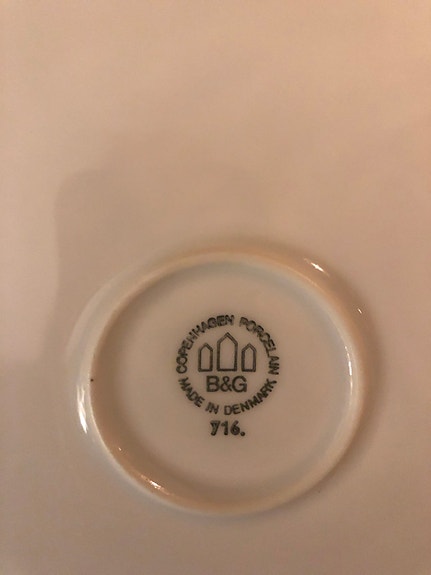 COPENHAGEN PORCELAIN
B&G
MADE IN DENMARK
716.